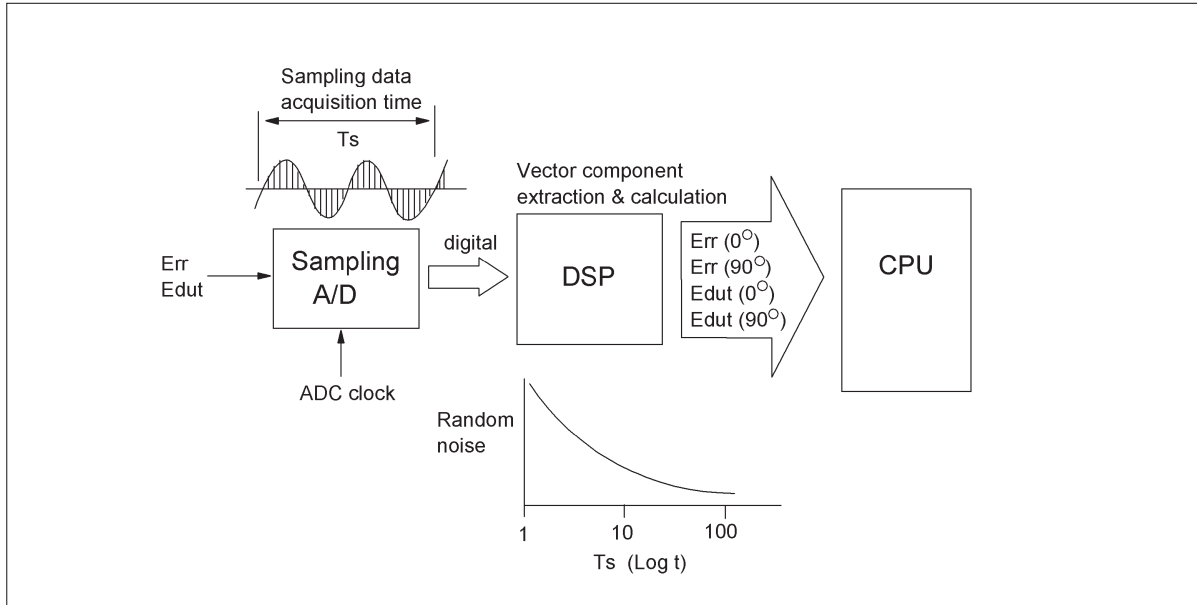 Sampling data
acquisition time
Ts
Vector component
extraction & calculation
Err
Edut
Sampling
A/D
digital
DSP
Err (0°)
Err (90°)
Edut (0°)
Edut (90°)
CPU
ADC clock
Random
noise
1 10 100
Ts (Log t)